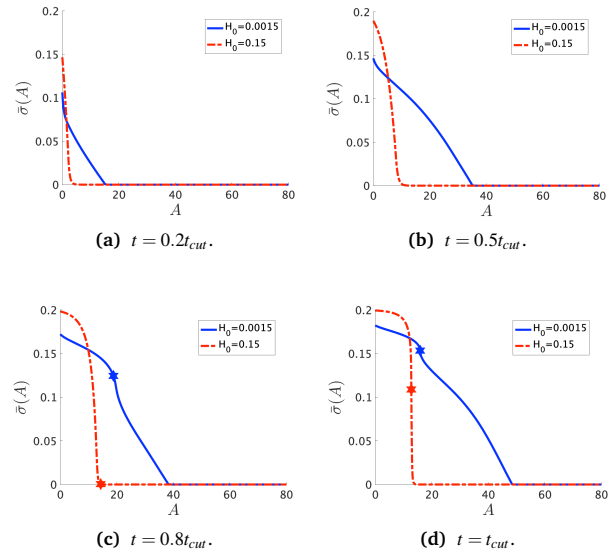 0.2
0.15
0.1
0.05
0
σ̄(A)
H₀=0.0015
H₀=0.15
0 20 40 60 80
A
(a) t = 0.2t_cut.
0.2
0.15
0.1
0.05
0
σ̄(A)
H₀=0.0015
H₀=0.15
0 20 40 60 80
A
(b) t = 0.5t_cut.
0.2
0.15
0.1
0.05
0
σ̄(A)
H₀=0.0015
H₀=0.15
0 20 40 60 80
A
(c) t = 0.8t_cut.
0.2
0.15
0.1
0.05
0
σ̄(A)
H₀=0.0015
H₀=0.15
0 20 40 60 80
A
(d) t = t_cut.